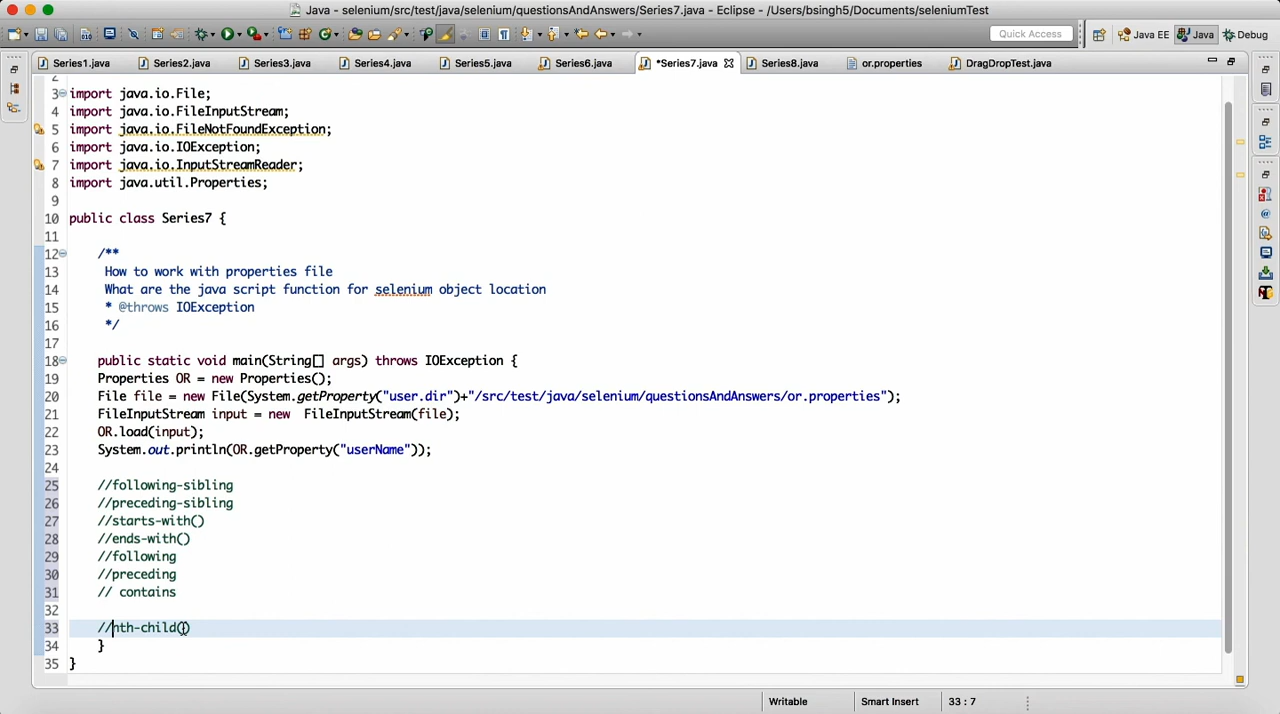 Java - selenium/src/test/java/selenium/questionsAndAnswers/Series7.java - Eclipse - /Users/bsingh5/Documents/seleniumTest
Quick Access Java EE Java Debug
Series1.java Series2.java Series3.java Series4.java Series5.java Series6.java *Series7.java Series8.java or.properties DragDropTest.java
2
3 import java.io.File;
4 import java.io.FileInputStream;
5 import java.io.FileNotFoundException;
6 import java.io.IOException;
7 import java.io.InputStreamReader;
8 import java.util.Properties;
9
10 public class Series7 {
11
12 /**
13 How to work with properties file
14 What are the java script function for selenium object location
15 * @throws IOException
16 */
17
18 public static void main(String[] args) throws IOException {
19 Properties OR = new Properties();
20 File file = new File(System.getProperty("user.dir")+"/src/test/java/selenium/questionsAndAnswers/or.properties");
21 FileInputStream input = new  FileInputStream(file);
22 OR.load(input);
23 System.out.println(OR.getProperty("userName"));
24
25 //following-sibling
26 //preceding-sibling
27 //starts-with()
28 //ends-with()
29 //following
30 //preceding
31 // contains
32
33 //nth-child()
34 }
35 }
Writable Smart Insert 33 : 7